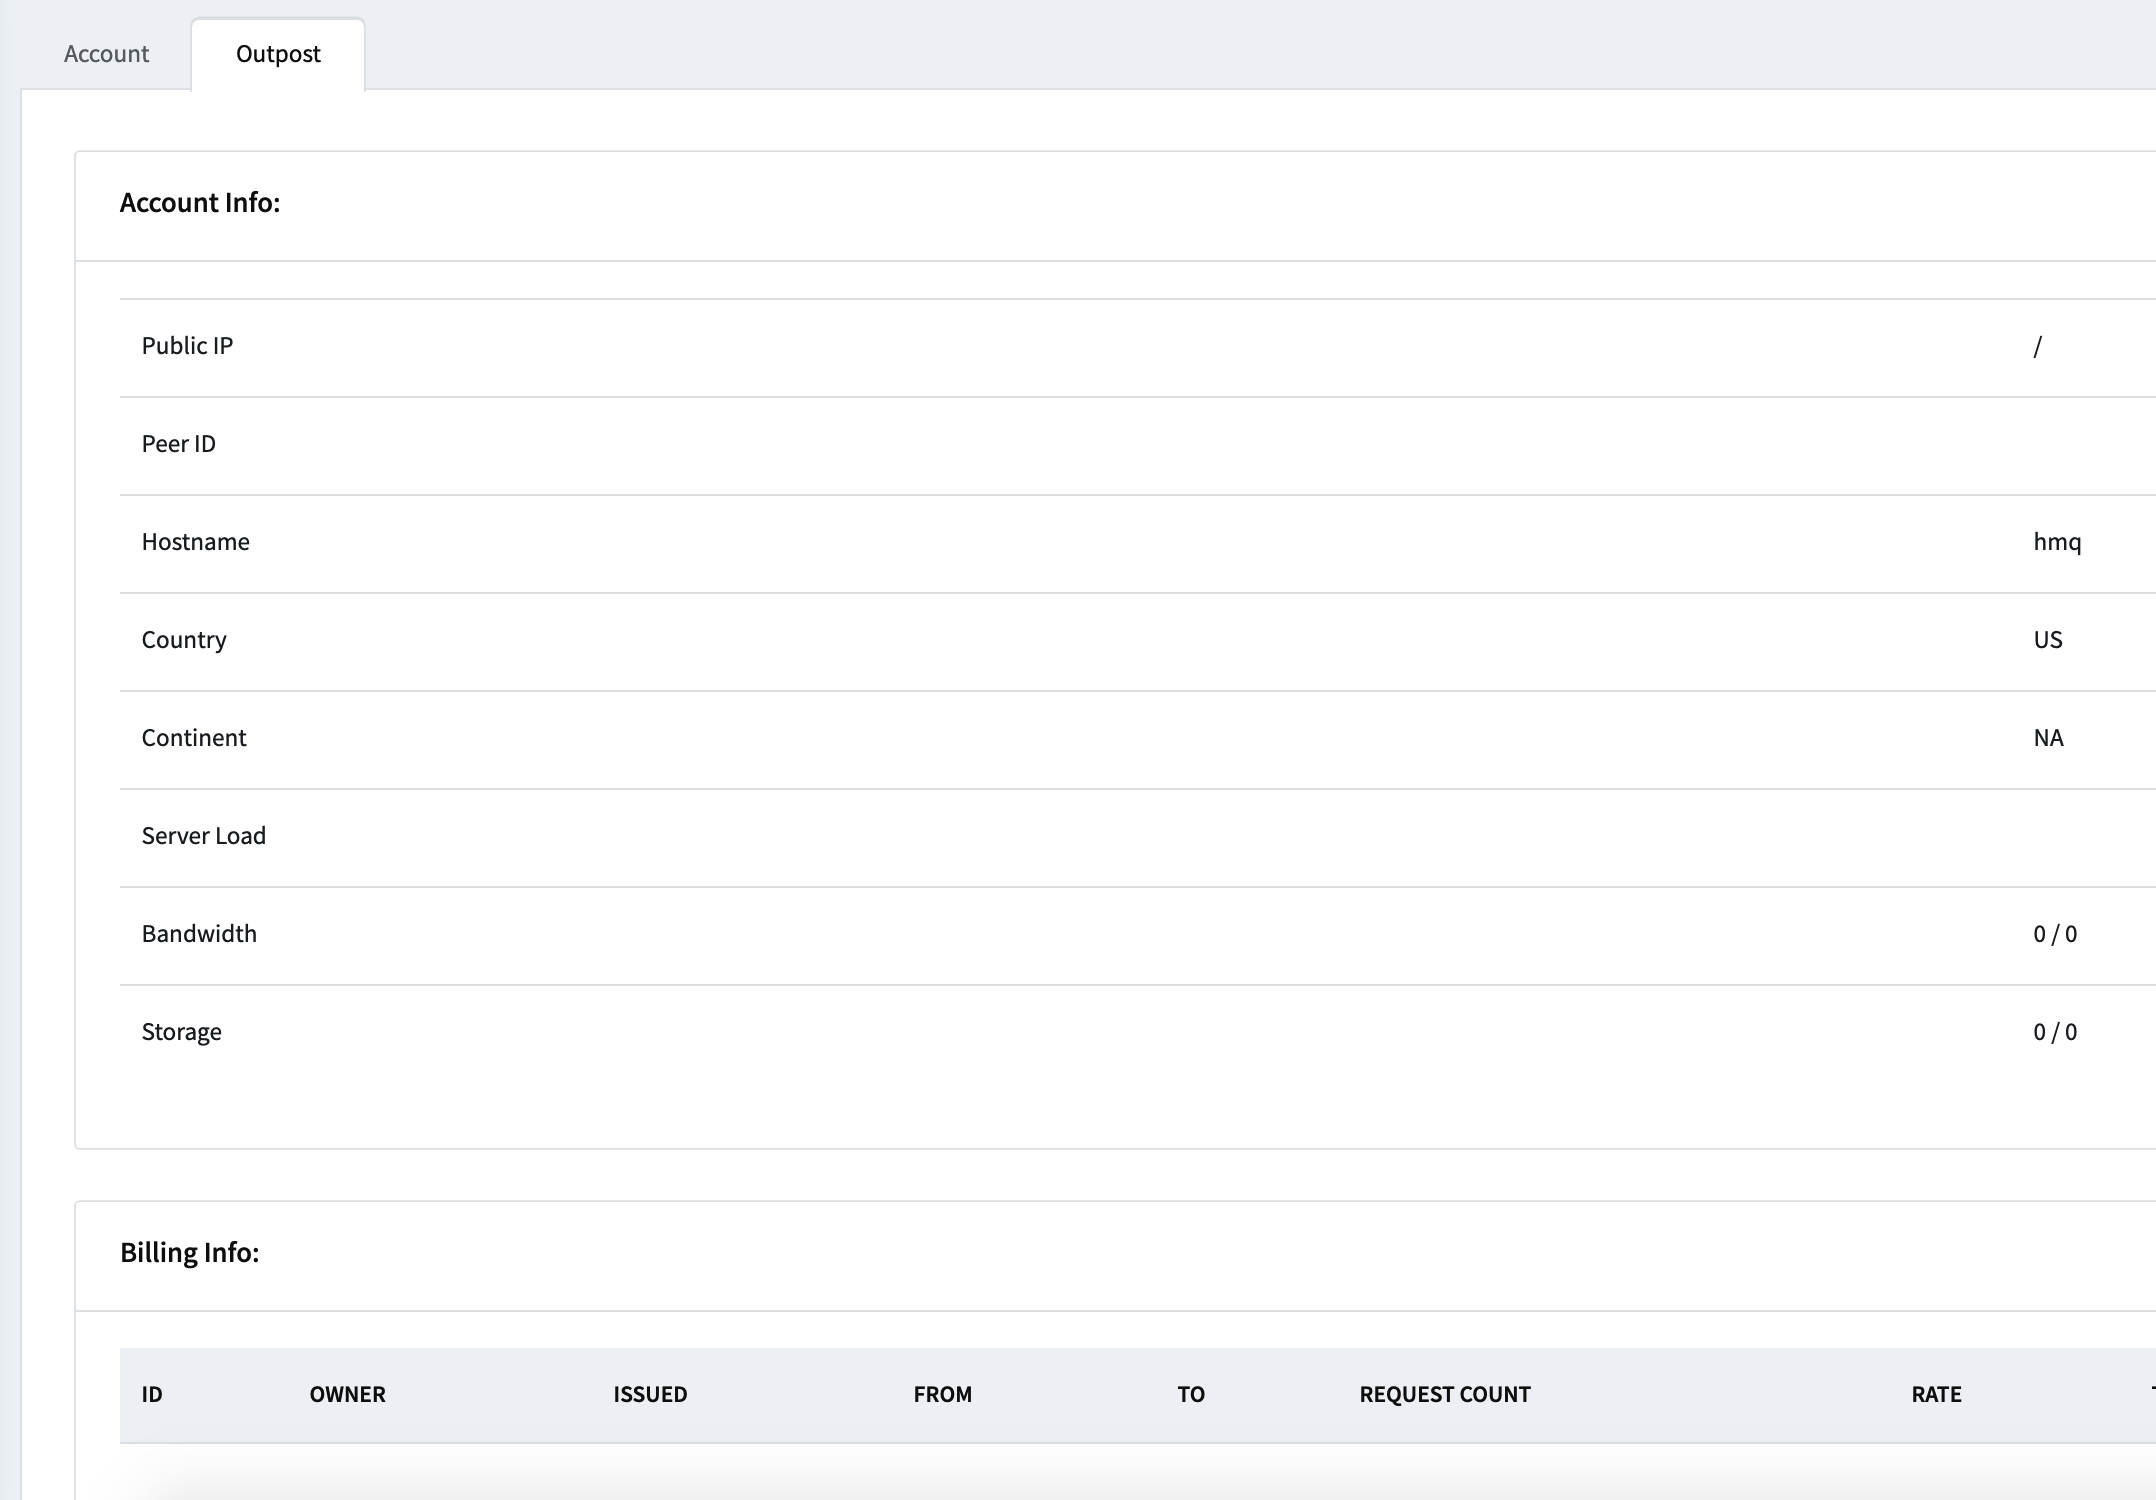 Account Outpost
Account Info:
Public IP /
Peer ID
Hostname hmq
Country US
Continent NA
Server Load
Bandwidth 0 / 0
Storage 0 / 0
Billing Info:
ID OWNER ISSUED FROM TO REQUEST COUNT RATE